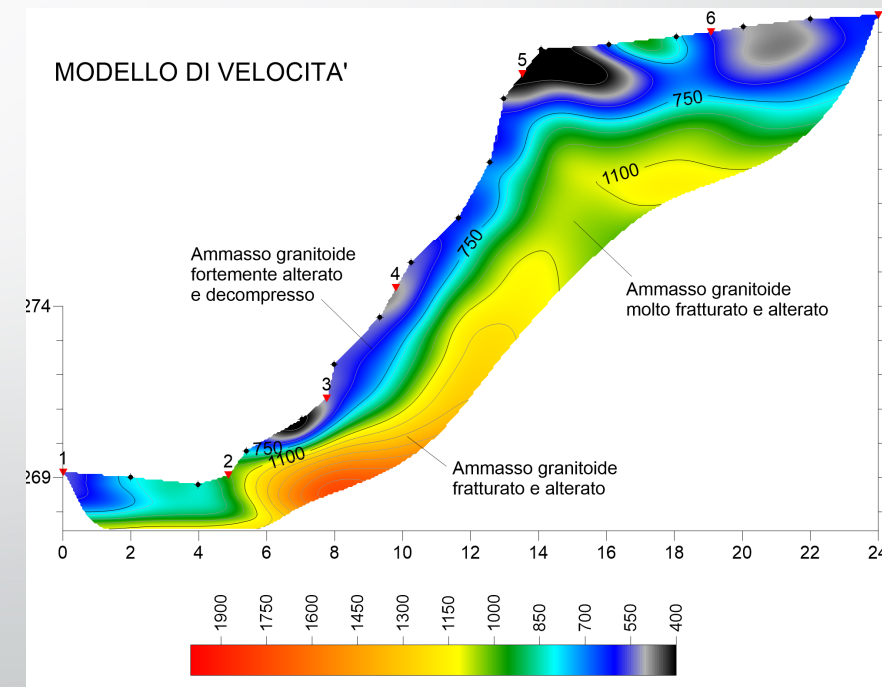 MODELLO DI VELOCITA'
6
5
750
1100
750
Ammasso granitoide
fortemente alterato
e decompresso
4
Ammasso granitoide
molto fratturato e alterato
274
3
750
1100
1
2
269
Ammasso granitoide
fratturato e alterato
0 2 4 6 8 10 12 14 16 18 20 22 24
1900 1750 1600 1450 1300 1150 1000 850 700 550 400